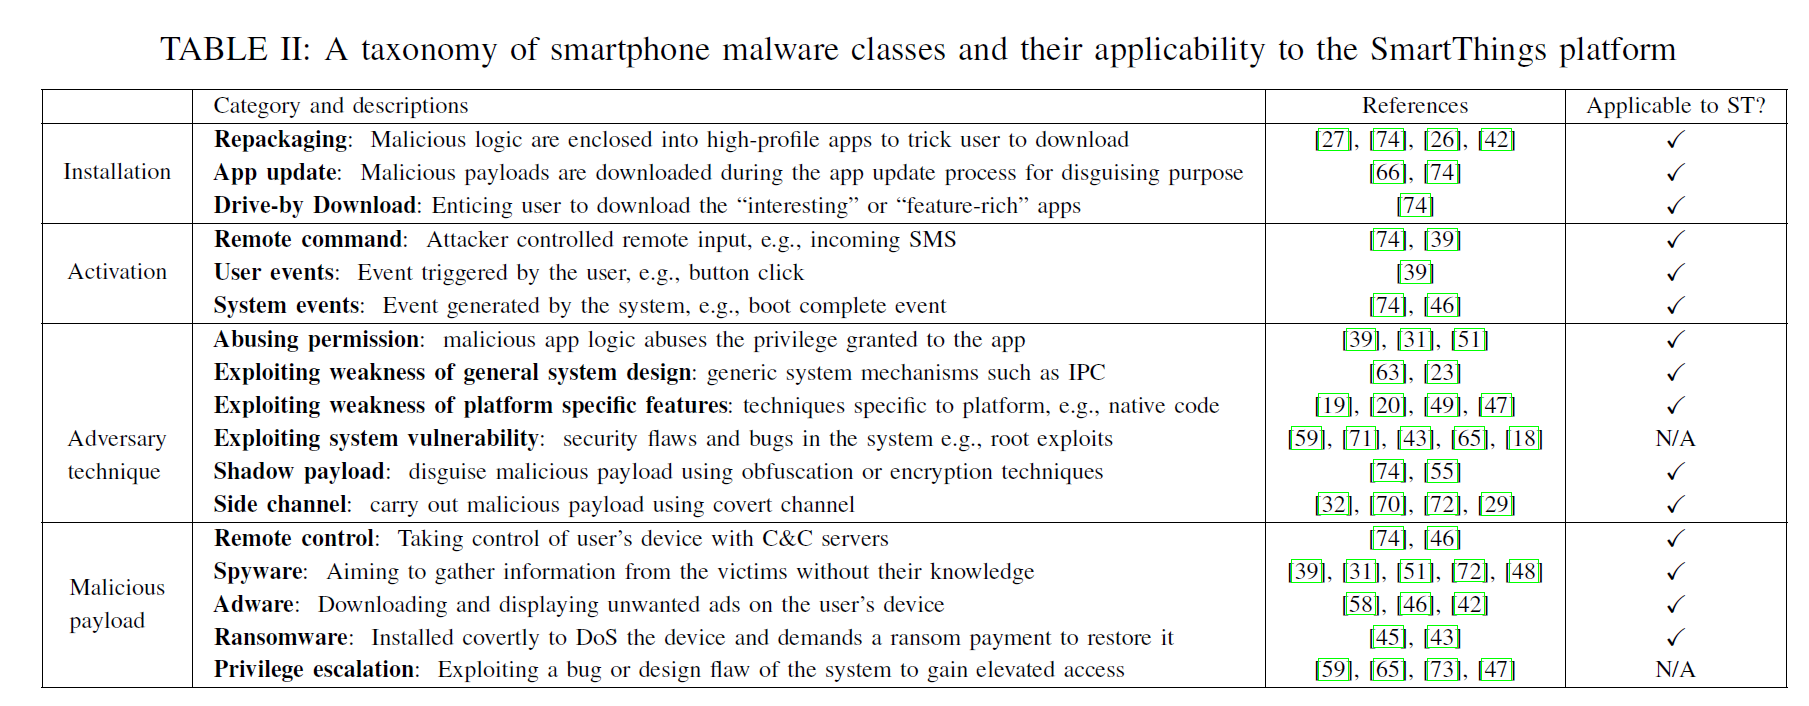 TABLE II: A taxonomy of smartphone malware classes and their applicability to the SmartThings platform
Category and descriptions References Applicable to ST?
Installation
Repackaging: Malicious logic are enclosed into high-profile apps to trick user to download [27], [74], [26], [42] ✓
App update: Malicious payloads are downloaded during the app update process for disguising purpose [66], [74] ✓
Drive-by Download: Enticing user to download the “interesting” or “feature-rich” apps [74] ✓
Activation
Remote command: Attacker controlled remote input, e.g., incoming SMS [74], [39] ✓
User events: Event triggered by the user, e.g., button click [39] ✓
System events: Event generated by the system, e.g., boot complete event [74], [46] ✓
Adversary
technique
Abusing permission: malicious app logic abuses the privilege granted to the app [39], [31], [51] ✓
Exploiting weakness of general system design: generic system mechanisms such as IPC [63], [23] ✓
Exploiting weakness of platform specific features: techniques specific to platform, e.g., native code [19], [20], [49], [47] ✓
Exploiting system vulnerability: security flaws and bugs in the system e.g., root exploits [59], [71], [43], [65], [18] N/A
Shadow payload: disguise malicious payload using obfuscation or encryption techniques [74], [55] ✓
Side channel: carry out malicious payload using covert channel [32], [70], [72], [29] ✓
Malicious
payload
Remote control: Taking control of user’s device with C&C servers [74], [46] ✓
Spyware: Aiming to gather information from the victims without their knowledge [39], [31], [51], [72], [48] ✓
Adware: Downloading and displaying unwanted ads on the user’s device [58], [46], [42] ✓
Ransomware: Installed covertly to DoS the device and demands a ransom payment to restore it [45], [43] ✓
Privilege escalation: Exploiting a bug or design flaw of the system to gain elevated access [59], [65], [73], [47] N/A